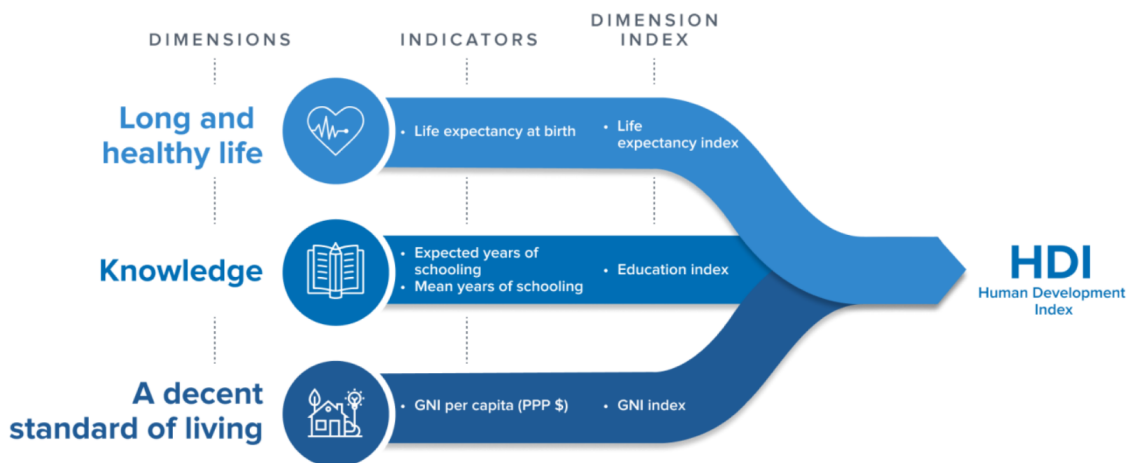 DIMENSIONS
INDICATORS
DIMENSION
INDEX
Long and
healthy life
• Life expectancy at birth
• Life
expectancy index
Knowledge
• Expected years of
schooling
• Mean years of schooling
• Education index
A decent
standard of living
• GNI per capita (PPP $)
• GNI index
HDI
Human Development
Index